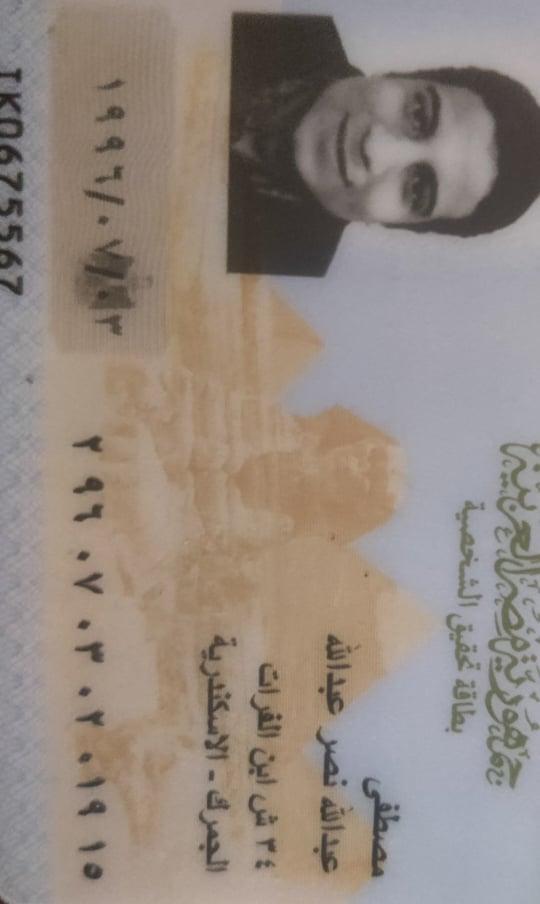 جمهورية مصر العربية
بطاقة تحقيق الشخصية
مصطفى
عبدالله نصر عبدالله
٣٤ ش ابن الفرات
الجمرك - الاسكندرية
٢٩٦٠٧٠٣٠٢٠١٩١٥
١٩٩٦/٠٧/٠٣
IK0675567